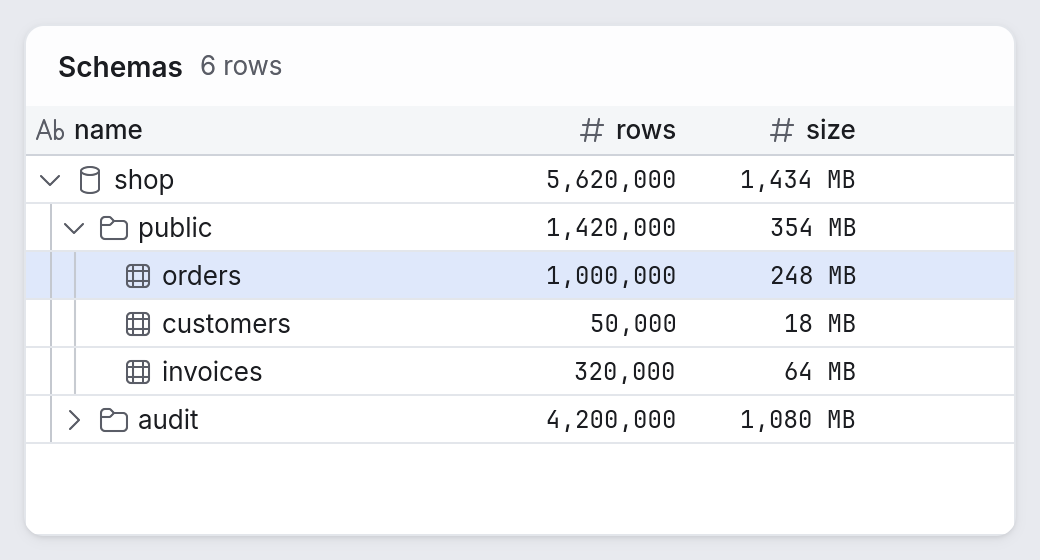 Schemas 6 rows
Ab name # rows # size
shop 5,620,000 1,434 MB
public 1,420,000 354 MB
orders 1,000,000 248 MB
customers 50,000 18 MB
invoices 320,000 64 MB
audit 4,200,000 1,080 MB